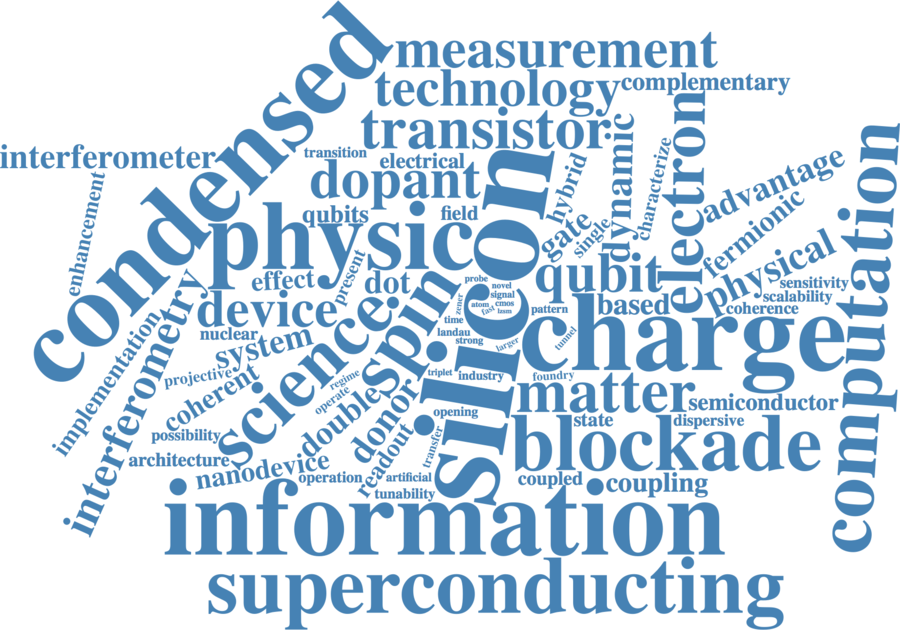 condensed
measurement
technology
complementary
transistor
interferometer
transition
electrical
dopant
silicon
hybrid
dynamic
characterize
electron
advantage
computation
enhancement
qubits
field
physic
gate
single
fermionic
physical
effect
present
dot
probe
novel
signal
qubit
sensitivity
scalability
coherence
device
science
spin
zener
atom
cmos
fast
lzsm
pattern
based
charge
implementation
interferometry
nuclear
system
time
landau
strong
larger
tunnel
projective
coherent
regime
operate
triplet
industry
foundry
double
donor
matter
semiconductor
possibility
opening
state
dispersive
architecture
nanodevice
readout
transfer
blockade
operation
artificial
tunability
coupled
coupling
information
superconducting